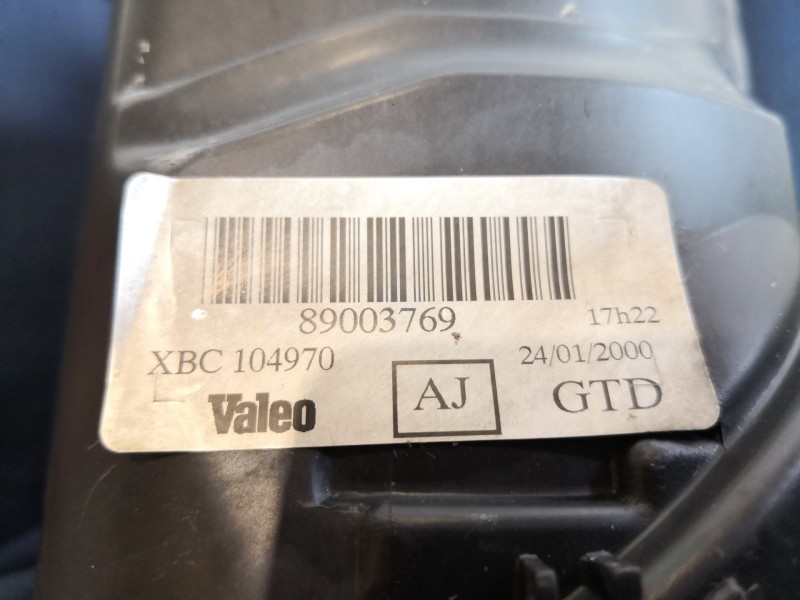 89003769 17h22
XBC 104970 AJ 24/01/2000
Valeo GTD